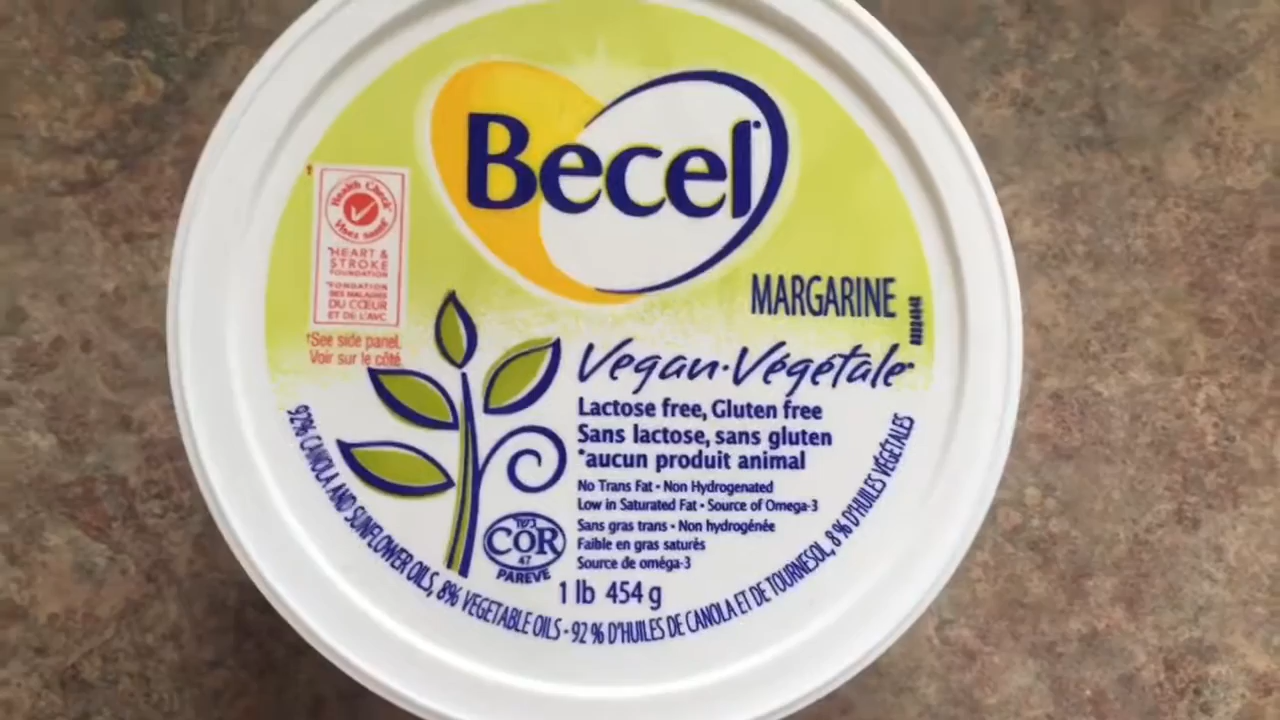 Becel
MARGARINE
Vegan·Végétale*
Lactose free, Gluten free
Sans lactose, sans gluten
*aucun produit animal
No Trans Fat • Non Hydrogenated
Low in Saturated Fat • Source of Omega-3
Sans gras trans • Non hydrogénée
Faible en gras saturés
Source de oméga-3
1 lb 454 g
†
Health Check
Visez santé
HEART &
STROKE
FOUNDATION
FONDATION
DES MALADIES
DU CŒUR
ET DE L'AVC
†See side panel.
Voir sur le côté.
כשר
COR
47
PAREVE
92% CANOLA AND SUNFLOWER OILS, 8% VEGETABLE OILS - 92 % D'HUILES DE CANOLA ET DE TOURNESOL, 8 % D'HUILES VÉGÉTALES